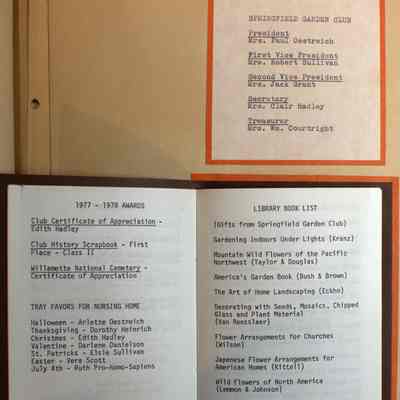 SPRINGFIELD GARDEN CLUB
President
Mrs. Paul Oestreich
First Vice President
Mrs. Robert Sullivan
Second Vice President
Mrs. Jack Grant
Secretary
Mrs. Clair Hadley
Treasurer
Mrs. Wm. Courtright
1977 - 1978 AWARDS
Club Certificate of Appreciation -
Edith Hadley
Club History Scrapbook - First
Place - Class II
Willamette National Cemetary -
Certificate of Appreciation
TRAY FAVORS FOR NURSING HOME
Halloween - Arlette Oestreich
Thanksgiving - Dorothy Heinrich
Christmas - Edith Hadley
Valentine - Darlene Danielson
St. Patricks - Elsie Sullivan
Easter - Vera Scott
July 4th - Ruth Pro-Homo-Sapiens
LIBRARY BOOK LIST
(Gifts from Springfield Garden Club)
Gardening Indoors Under Lights (Kranz)
Mountain Wild Flowers of the Pacific
Northwest (Taylor & Douglas)
America's Garden Book (Bush & Brown)
The Art of Home Landscaping (Eckbo)
Decorating with Seeds, Mosaics, Chipped
Glass and Plant Material
(Van Rensslaer)
Flower Arrangements for Churches
(Wilson)
Japanese Flower Arrangements for
American Homes (Kittell)
Wild Flowers of North America
(Lemmon & Johnson)